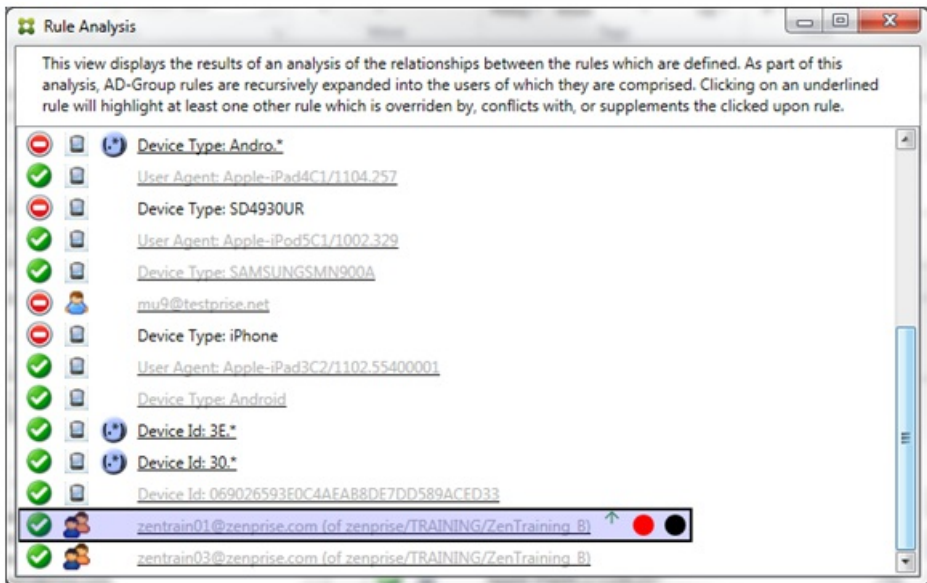 Rule Analysis
This view displays the results of an analysis of the relationships between the rules which are defined. As part of this
analysis, AD-Group rules are recursively expanded into the users of which they are comprised. Clicking on an underlined
rule will highlight at least one other rule which is overriden by, conflicts with, or supplements the clicked upon rule.
(.*) Device Type: Andro.*
User Agent: Apple-iPad4C1/1104.257
Device Type: SD4930UR
User Agent: Apple-iPod5C1/1002.329
Device Type: SAMSUNGSMN900A
mu9@testprise.net
Device Type: iPhone
User Agent: Apple-iPad3C2/1102.55400001
Device Type: Android
(.*) Device Id: 3E.*
(.*) Device Id: 30.*
Device Id: 069026593E0C4AEAB8DE7DD589ACED33
zentrain01@zenprise.com (of zenprise/TRAINING/ZenTraining_B)
zentrain03@zenprise.com (of zenprise/TRAINING/ZenTraining_B)